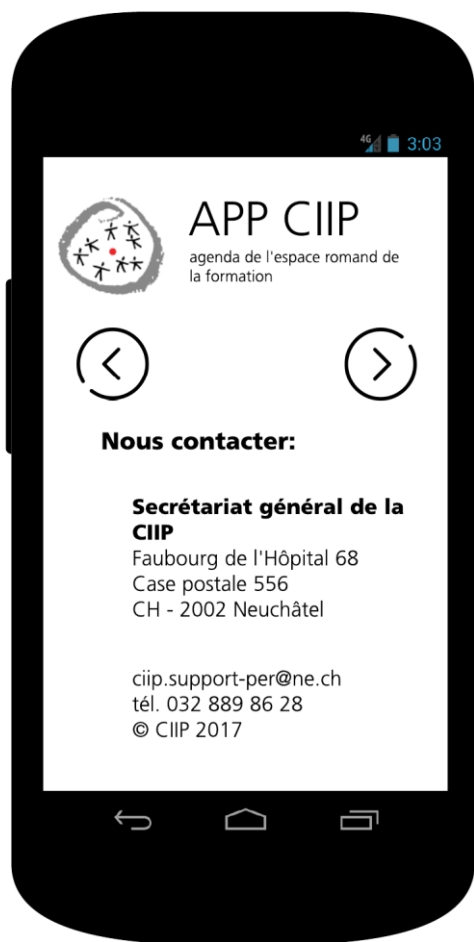 4G 3:03
APP CIIP
agenda de l'espace romand de
la formation
Nous contacter:
Secrétariat général de la
CIIP
Faubourg de l'Hôpital 68
Case postale 556
CH - 2002 Neuchâtel
ciip.support-per@ne.ch
tél. 032 889 86 28
© CIIP 2017